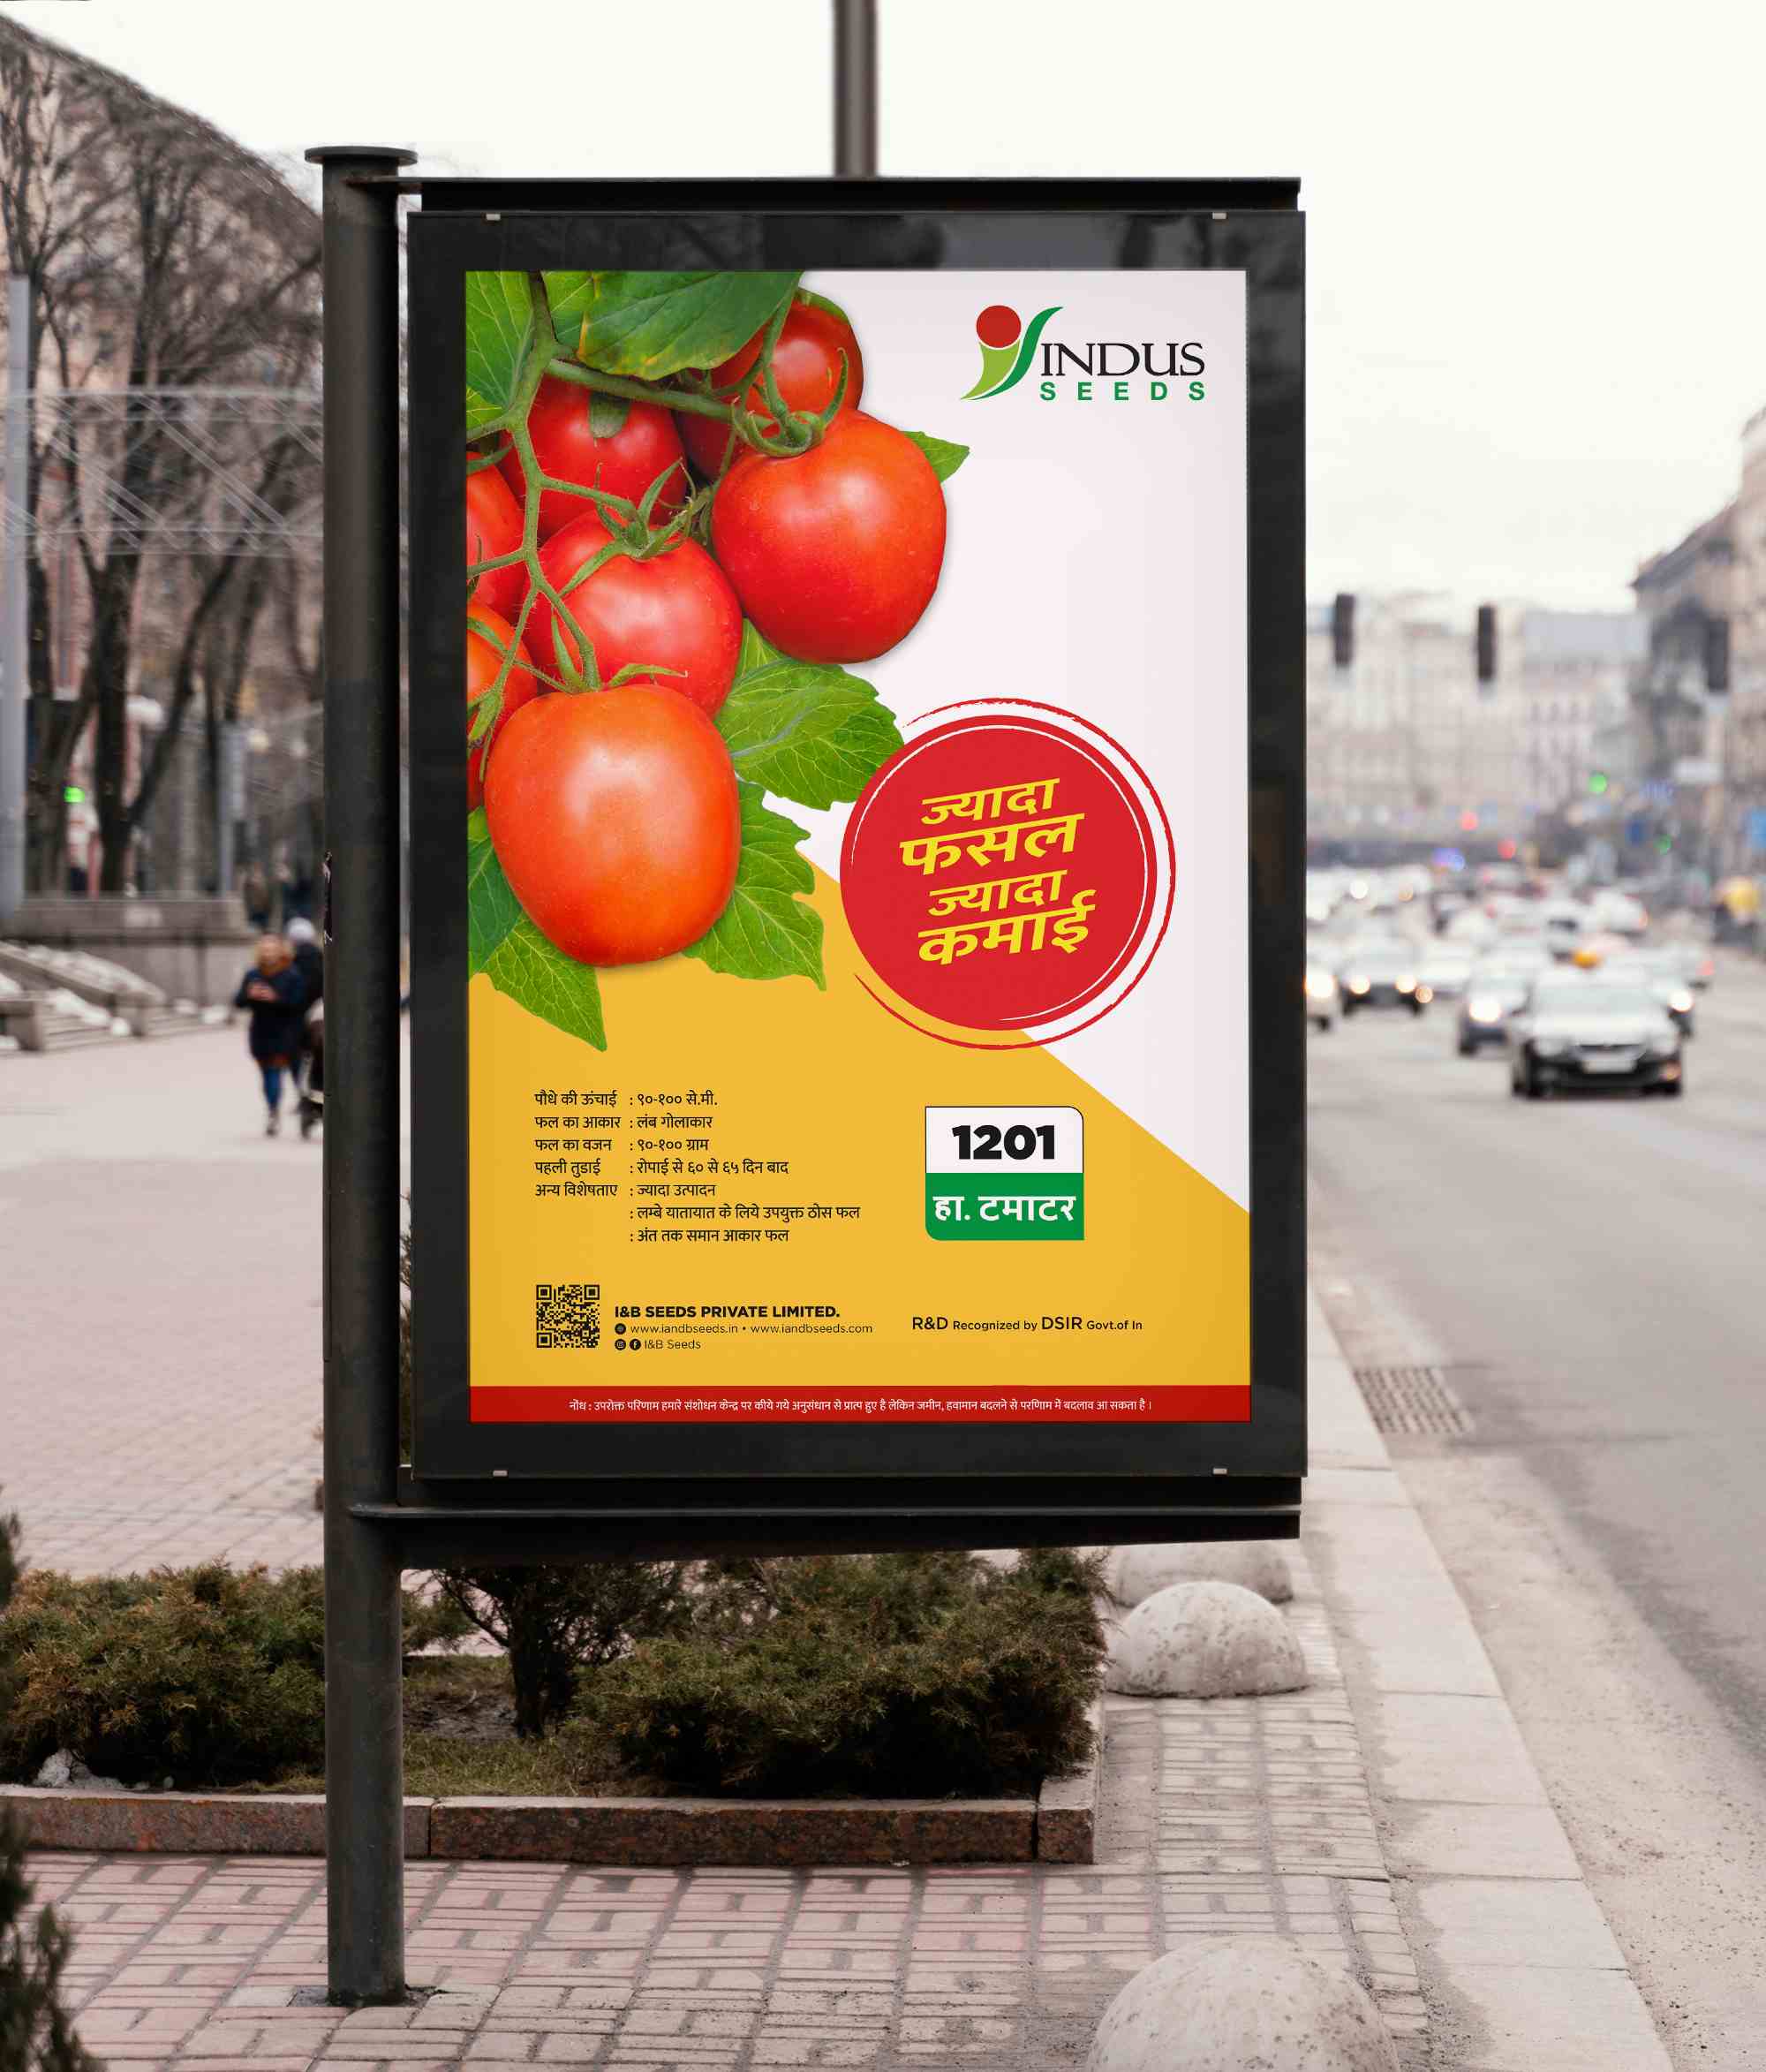 INDUS
SEEDS
ज्यादा
फसल
ज्यादा
कमाई
पौधे की ऊंचाई : ९०-१०० से.मी.
फल का आकार : लंब गोलाकार
फल का वजन : ९०-१०० ग्राम
पहली तुडाई : रोपाई से ६० से ६५ दिन बाद
अन्य विशेषताए : ज्यादा उत्पादन
: लम्बे यातायात के लिये उपयुक्त ठोस फल
: अंत तक समान आकार फल
1201
हा. टमाटर
I&B SEEDS PRIVATE LIMITED.
www.iandbseeds.in • www.iandbseeds.com
I&B Seeds
R&D Recognized by DSIR Govt.of In
नोंध : उपरोक्त परिणाम हमारे संशोधन केन्द्र पर कीये गये अनुसंधान से प्राप्त हुए है लेकिन जमीन, हवामान बदलने से परिणाम में बदलाव आ सकता है ।